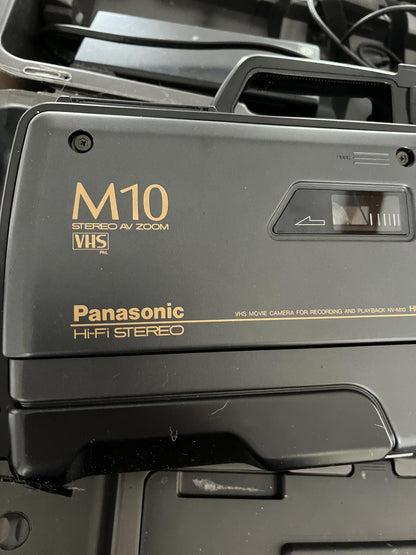 M10
STEREO AV ZOOM
VHS
PAL
Panasonic
Hi-Fi STEREO
VHS MOVIE CAMERA FOR RECORDING AND PLAYBACK NV-M10